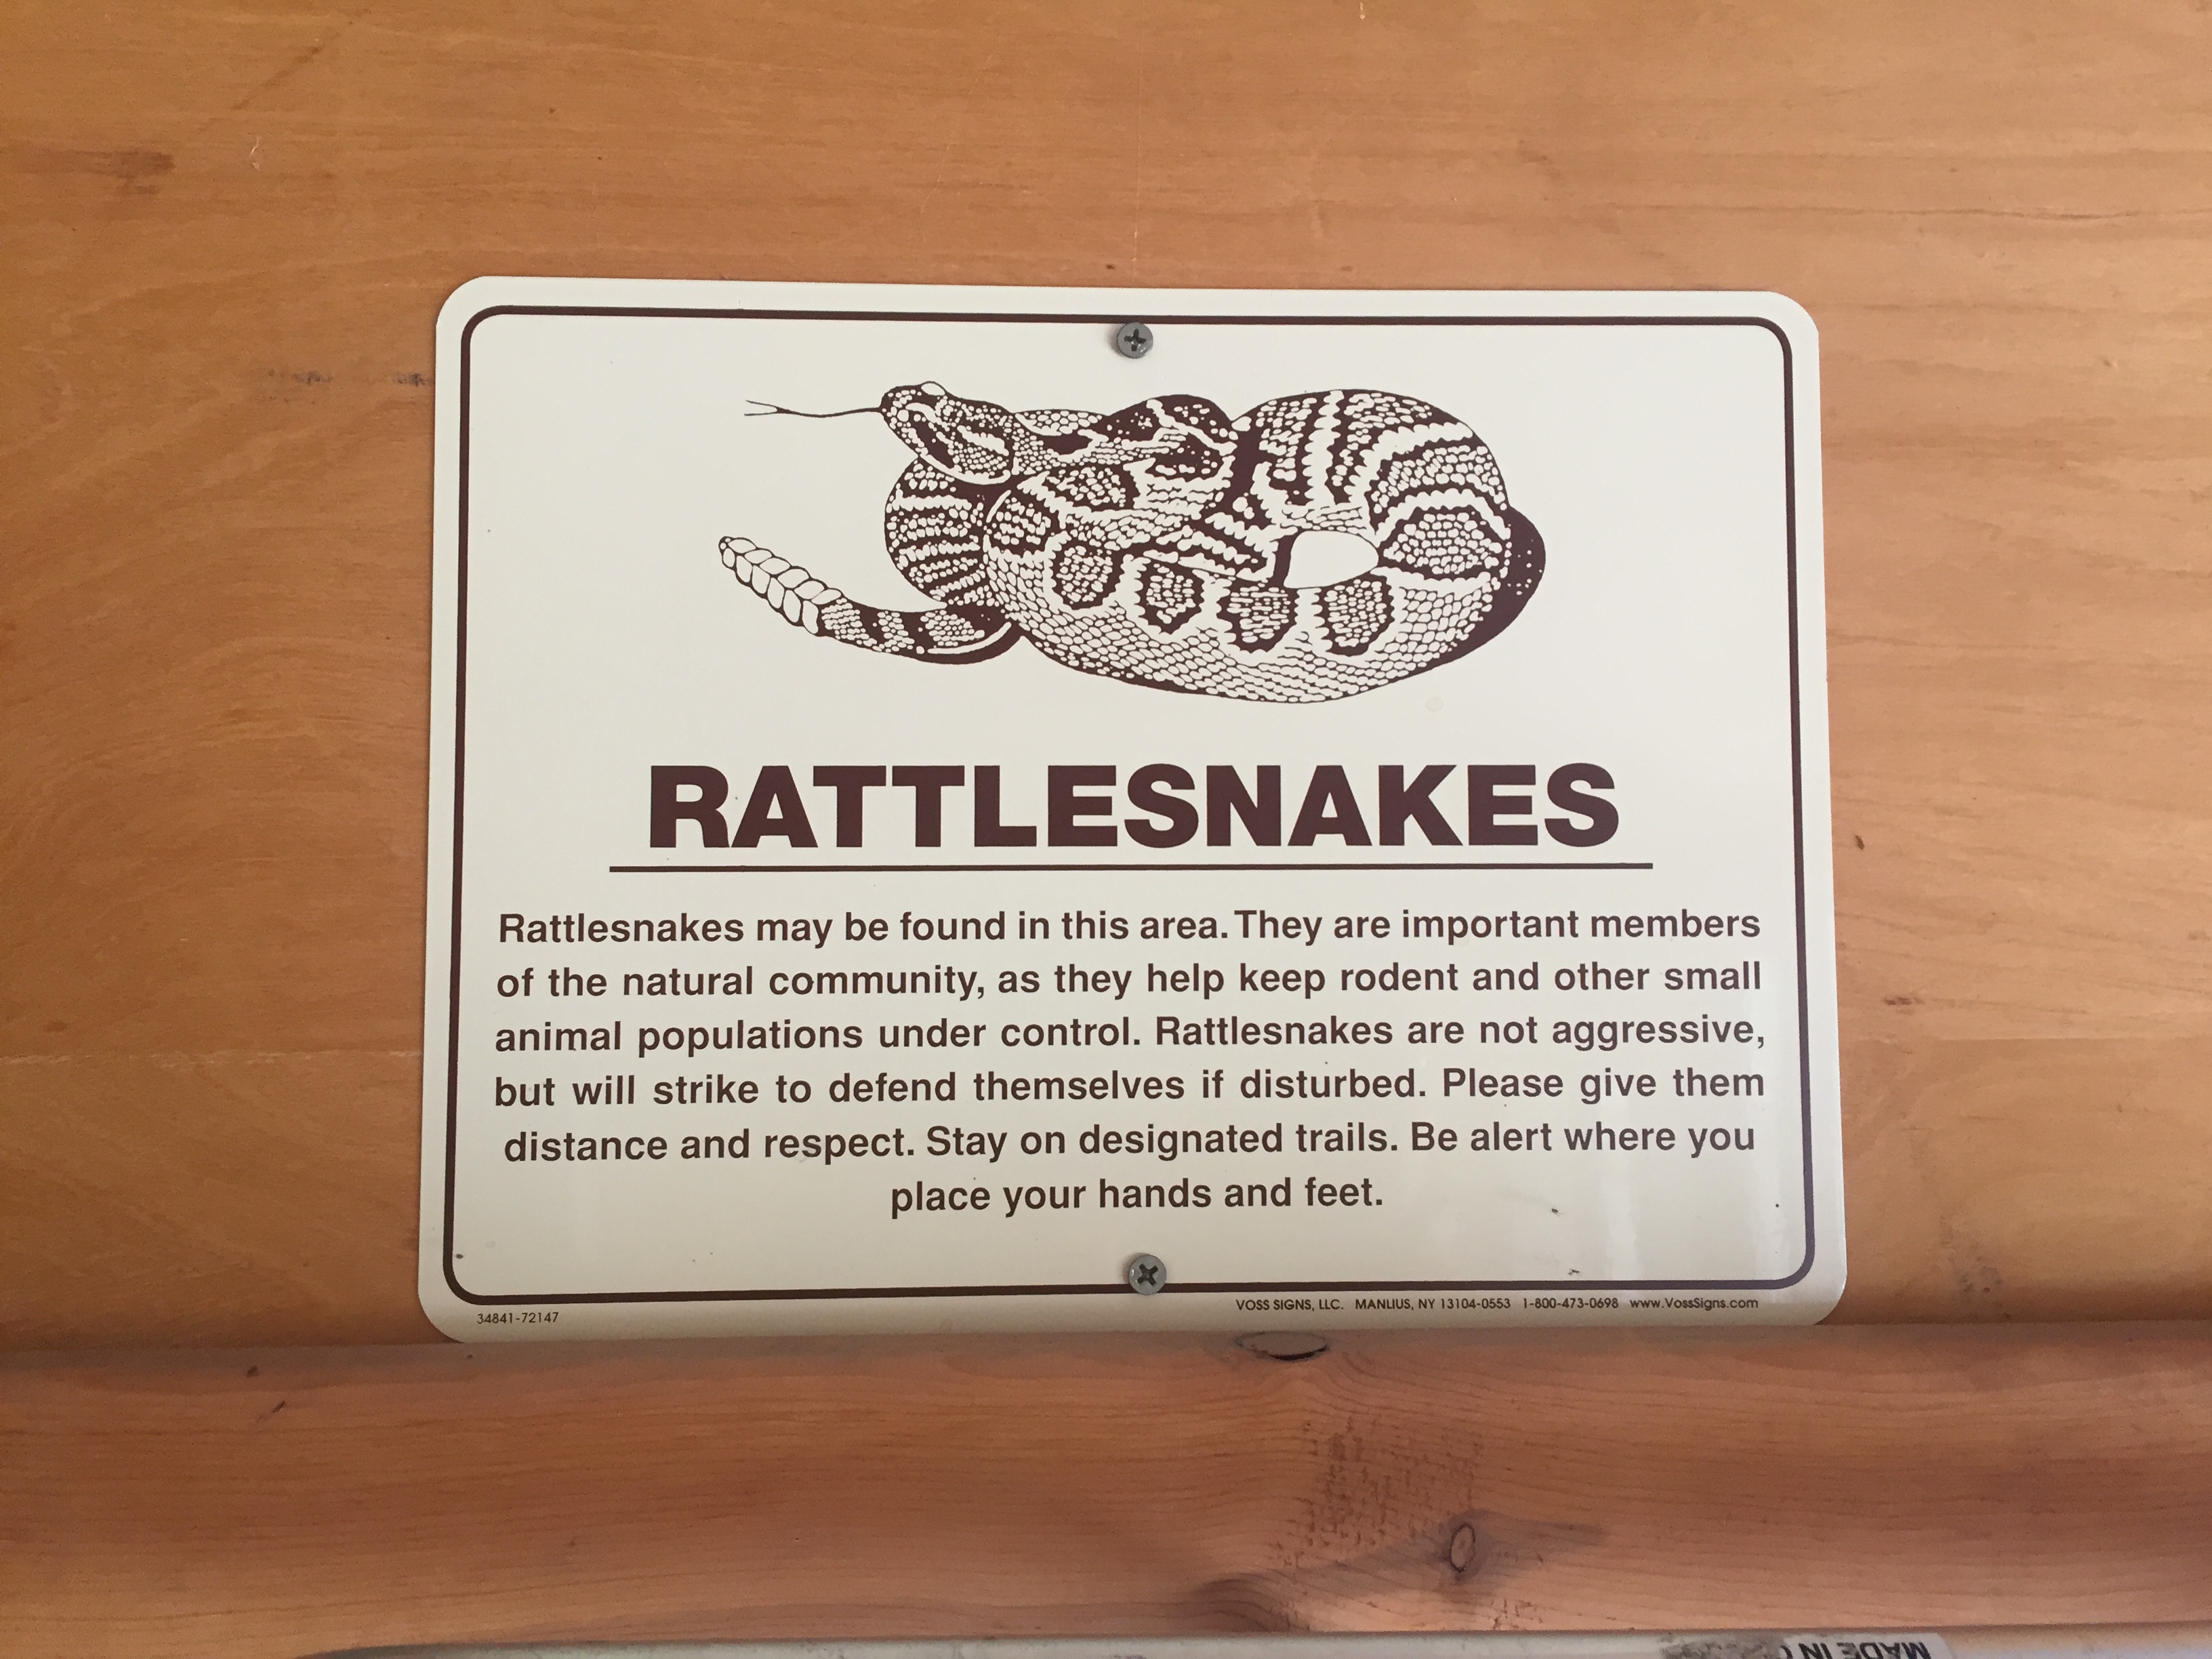 RATTLESNAKES
Rattlesnakes may be found in this area. They are important members
of the natural community, as they help keep rodent and other small
animal populations under control. Rattlesnakes are not aggressive,
but will strike to defend themselves if disturbed. Please give them
distance and respect. Stay on designated trails. Be alert where you
place your hands and feet.
34841-72147
VOSS SIGNS, LLC. MANLIUS, NY 13104-0553 1-800-473-0698 www.VossSigns.com
MADE IN